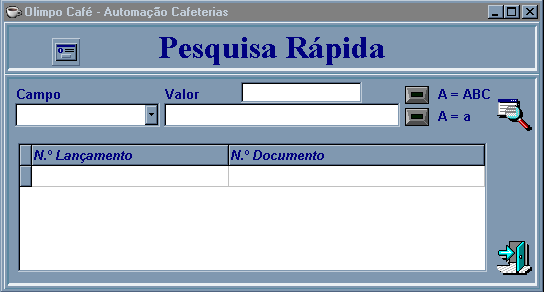 Olimpo Café - Automação Cafeterias
Pesquisa Rápida
Campo Valor A = ABC
A = a
N.º Lançamento N.º Documento